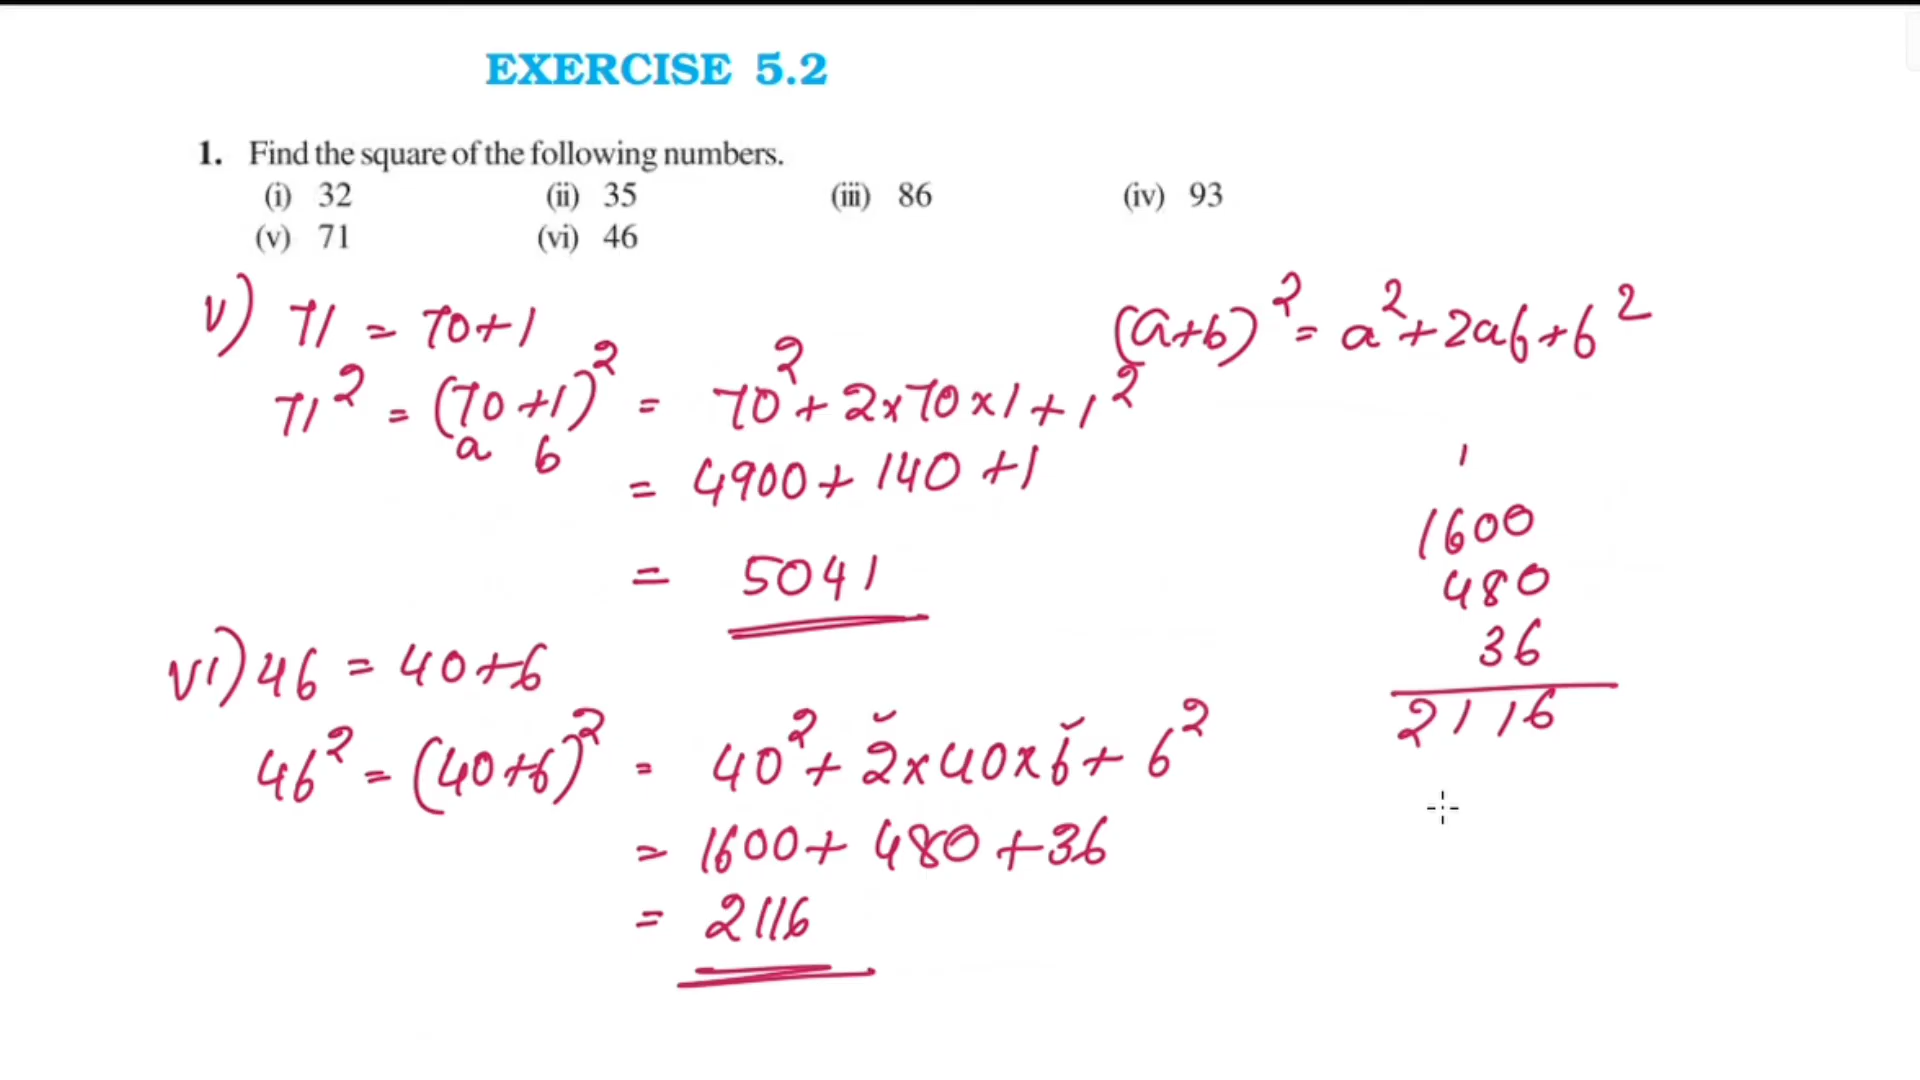 EXERCISE 5.2
1. Find the square of the following numbers.
(i) 32 (ii) 35 (iii) 86 (iv) 93
(v) 71 (vi) 46
v) 71 = 70+1
(a+b)² = a²+2ab+b²
71² = (70+1)² = 70²+2×70×1+1²
a b
= 4900+140+1
= 5041
vi) 46 = 40+6
46² = (40+6)² = 40²+2×40×6+6²
= 1600+480+36
= 2116
1
1600
480
36
2116